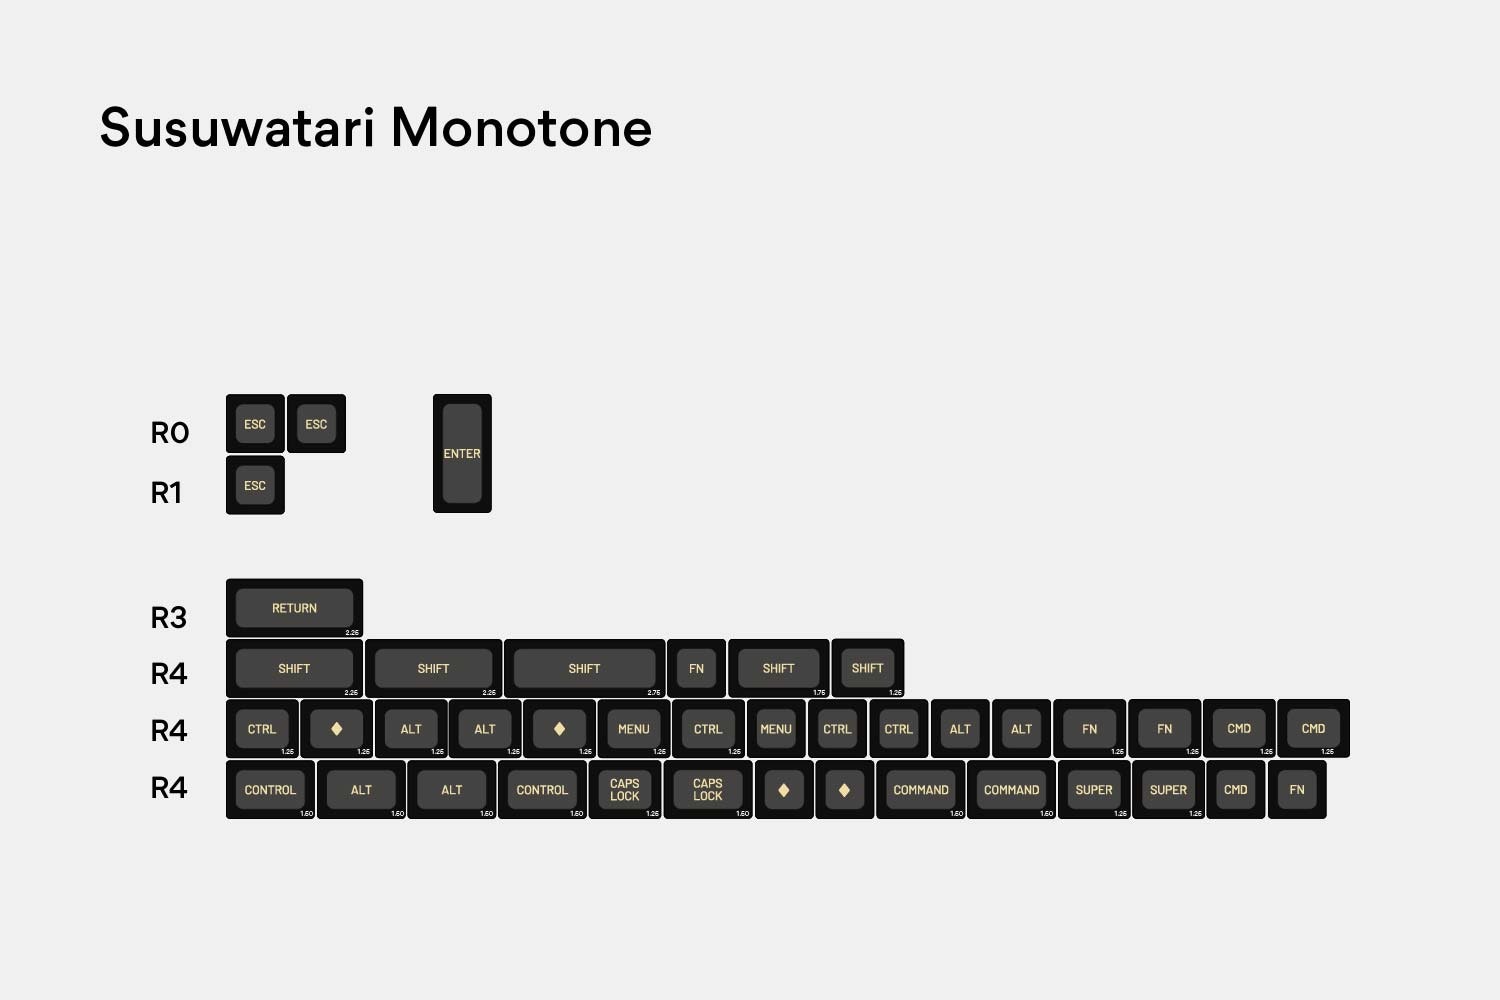 Susuwatari Monotone
R0 ESC ESC
ENTER
R1 ESC
R3 RETURN 2.25
R4 SHIFT 2.25 SHIFT 2.25 SHIFT 2.75 FN SHIFT 1.75 SHIFT 1.25
R4 CTRL 1.25 1.25 ALT 1.25 ALT 1.25 1.25 MENU 1.25 CTRL 1.25 MENU CTRL CTRL ALT ALT FN 1.25 FN 1.25 CMD 1.25 CMD 1.25
R4 CONTROL 1.50 ALT 1.50 ALT 1.50 CONTROL 1.50 CAPS LOCK 1.25 CAPS LOCK 1.50 COMMAND 1.50 COMMAND 1.50 SUPER 1.25 SUPER 1.25 CMD FN